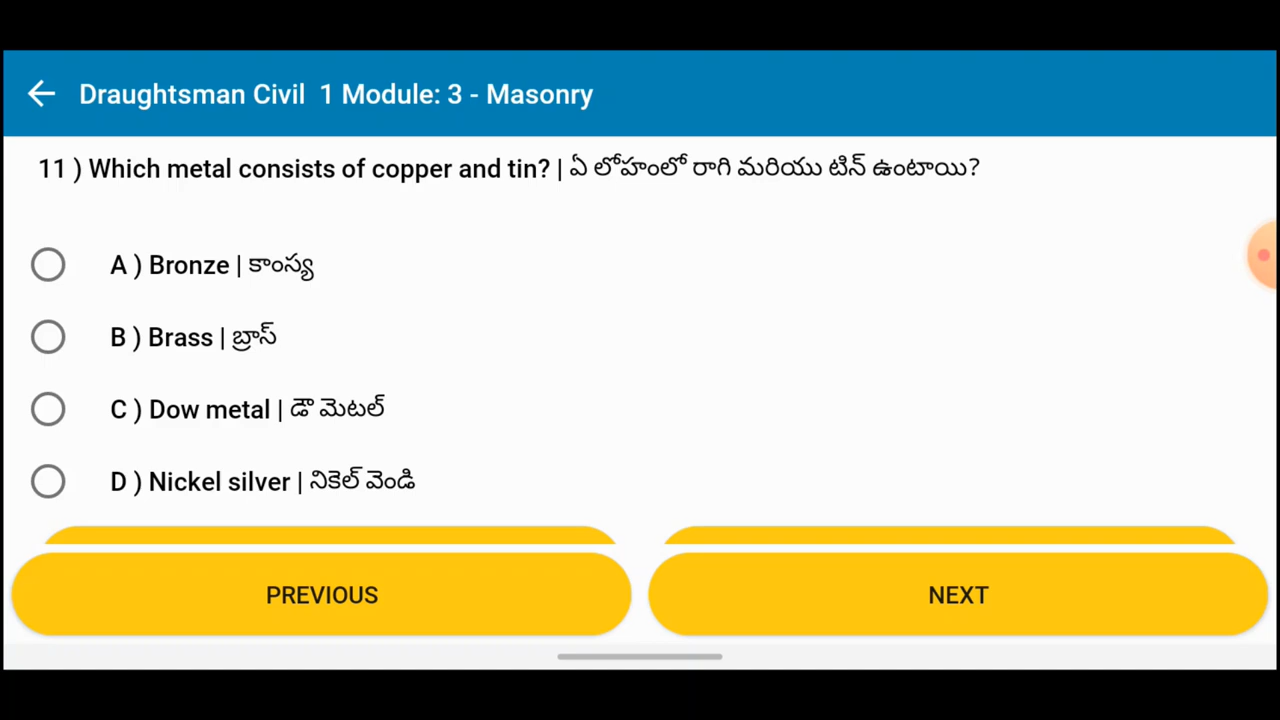 Draughtsman Civil 1 Module: 3 - Masonry
11 ) Which metal consists of copper and tin? | ఏ లోహంలో రాగి మరియు టిన్ ఉంటాయి?
A ) Bronze | కాంస్య
B ) Brass | బ్రాస్
C ) Dow metal | డౌ మెటల్
D ) Nickel silver | నికెల్ వెండి
PREVIOUS
NEXT